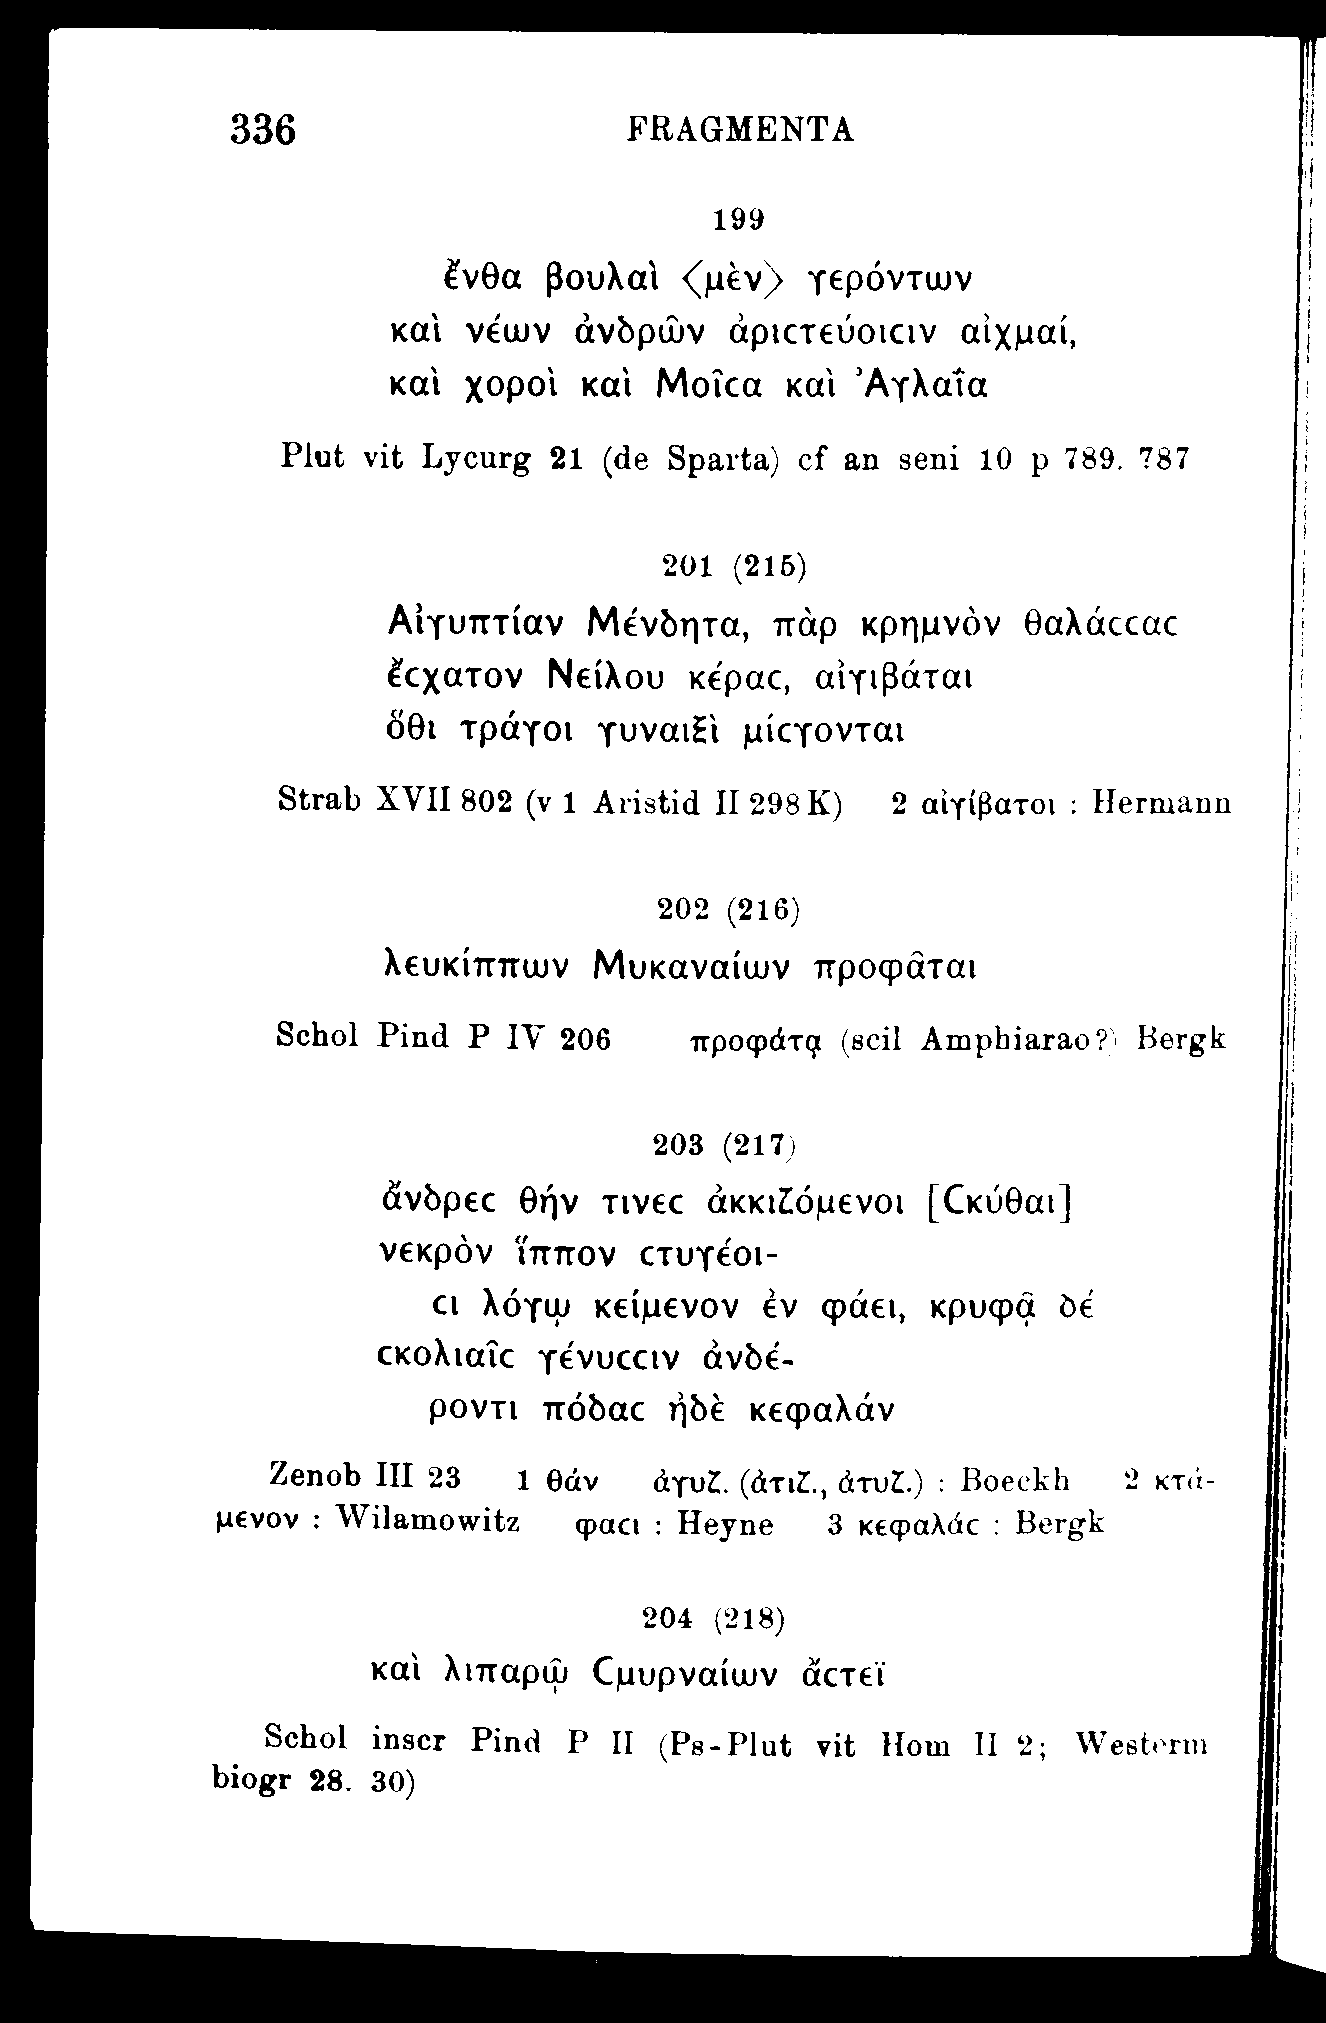 336 FRAGMENTA
199
ἔνθα βουλαὶ 〈μὲν〉 γερόντων
καὶ νέων ἀνδρῶν ἀριϲτεύοιϲιν αἰχμαί,
καὶ χοροὶ καὶ Μοῖϲα καὶ Ἀγλαΐα
Plut vit Lycurg 21 (de Sparta) cf an seni 10 p 789. 787
201 (215)
Αἰγυπτίαν Μένδητα, πὰρ κρημνὸν θαλάϲϲαϲ
ἔϲχατον Νείλου κέραϲ, αἰγιβάται
ὅθι τράγοι γυναιξὶ μίϲγονται
Strab XVII 802 (v 1 Aristid II 298 K) 2 αἰγίβατοι : Hermann
202 (216)
λευκίππων Μυκαναίων προφᾶται
Schol Pind P IV 206 προφάτᾳ (scil Amphiarao?) Bergk
203 (217)
ἄνδρεϲ θήν τινεϲ ἀκκιζόμενοι [Ϲκύθαι]
νεκρὸν ἵππον ϲτυγέοι-
ϲι λόγῳ κείμενον ἐν φάει, κρυφᾷ δέ
ϲκολιαῖϲ γένυϲϲιν ἀνδέ-
ροντι πόδαϲ ἠδὲ κεφαλάν
Zenob III 23 1 θάν ἀγυζ. (ἀτιζ., ἀτυζ.) : Boeckh 2 κτά-
μενον : Wilamowitz φαϲι : Heyne 3 κεφαλάϲ : Bergk
204 (218)
καὶ λιπαρῷ Ϲμυρναίων ἄϲτεϊ
Schol inscr Pind P II (Ps-Plut vit Hom II 2; Westerm
biogr 28. 30)